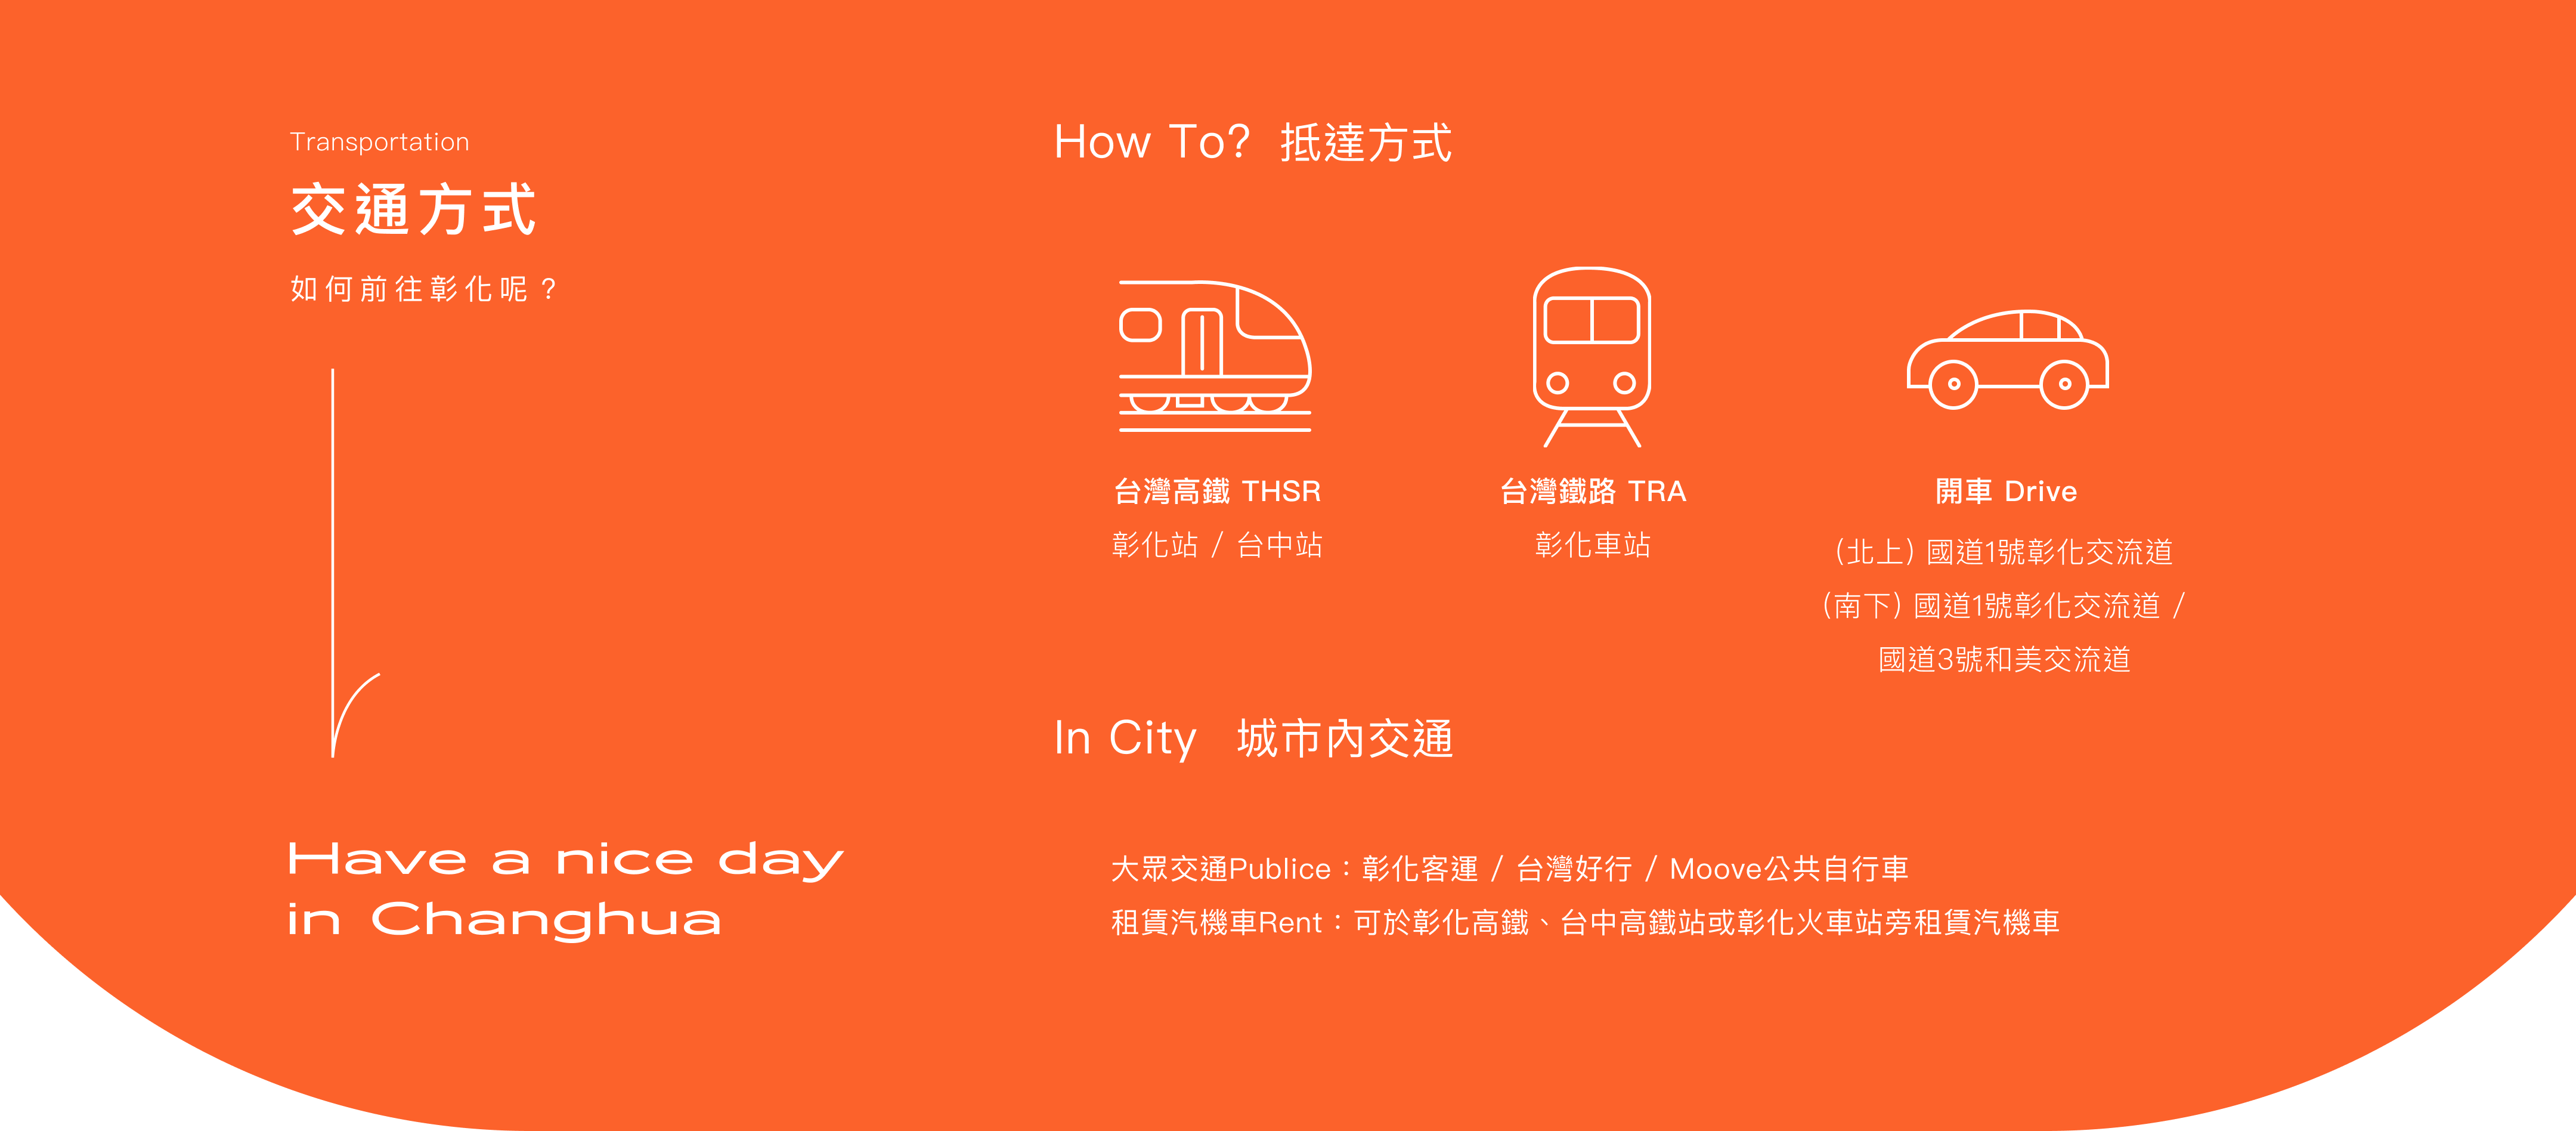 Transportation
交通方式
如何前往彰化呢？
Have a nice day
in Changhua
How To? 抵達方式
台灣高鐵 THSR
彰化站 / 台中站
台灣鐵路 TRA
彰化車站
開車 Drive
(北上) 國道1號彰化交流道
(南下) 國道1號彰化交流道 /
國道3號和美交流道
In City 城市內交通
大眾交通Publice：彰化客運 / 台灣好行 / Moove公共自行車
租賃汽機車Rent：可於彰化高鐵、台中高鐵站或彰化火車站旁租賃汽機車